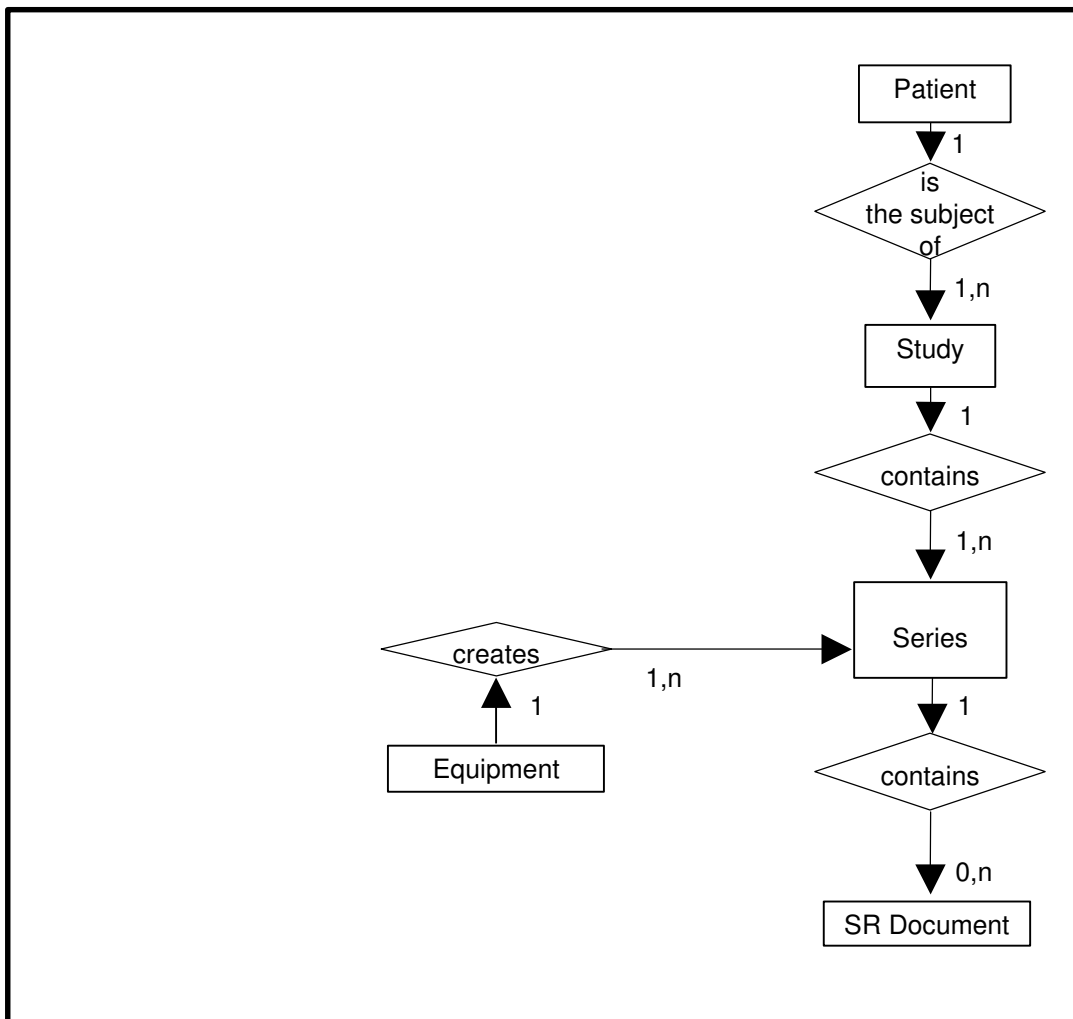 Patient
1
is
the subject
of
1,n
Study
1
contains
1,n
Series
creates
1,n
1
1
Equipment
contains
0,n
SR Document